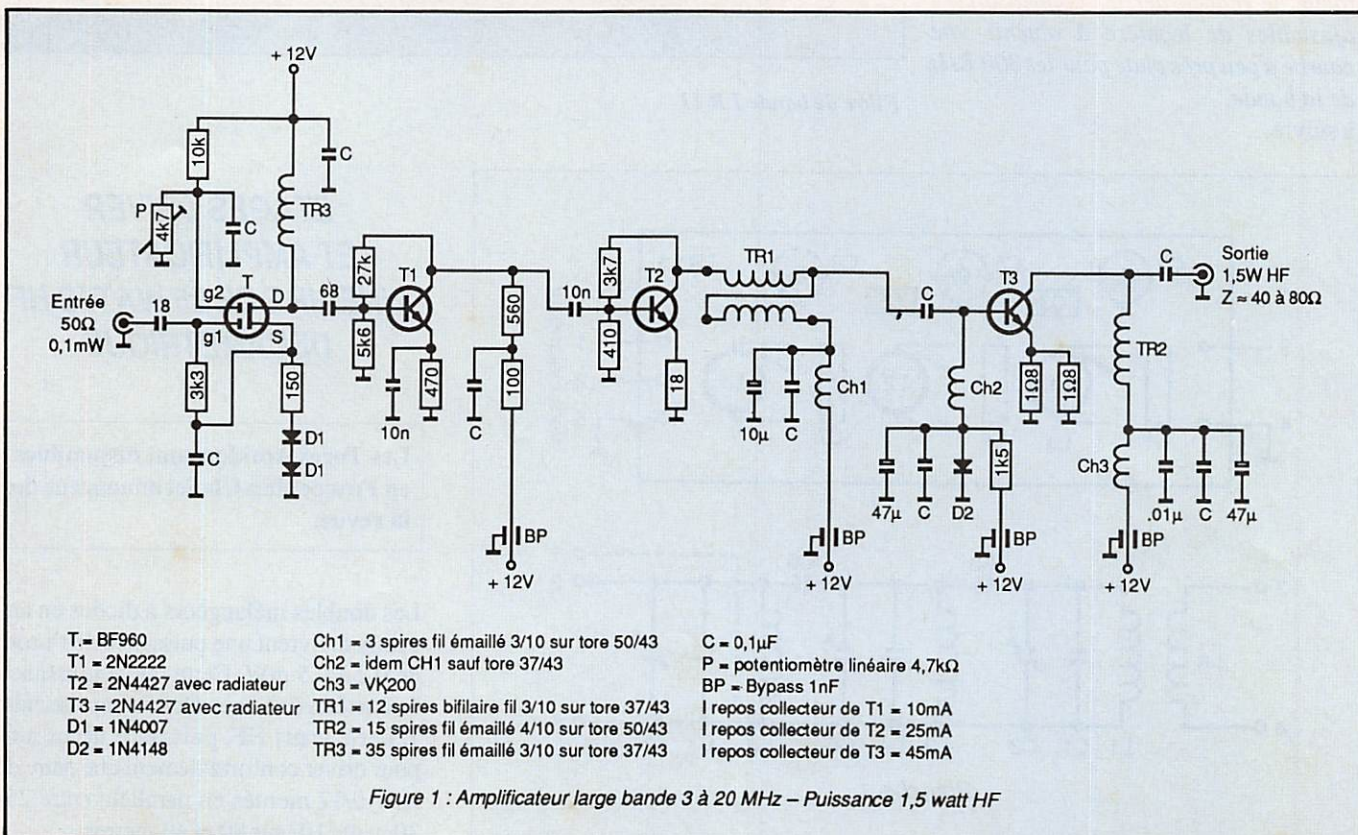 + 12V
10k
C
P
4k7
C
TR3
Entrée
50Ω
0,1mW
18
g2
T
D
g1
S
68
3k3
150
C
D1
D1
27k
5k6
T1
10n
470
560
C
100
BP
+ 12V
10n
3k7
410
T2
18
TR1
10µ
C
Ch1
BP
+ 12V
C
T3
Ch2
47µ
C
D2
1k5
BP
+ 12V
1Ω8
1Ω8
C
Sortie
1,5W HF
Z ≈ 40 à 80Ω
TR2
Ch3
.01µ
C
47µ
BP
+ 12V
T = BF960
T1 = 2N2222
T2 = 2N4427 avec radiateur
T3 = 2N4427 avec radiateur
D1 = 1N4007
D2 = 1N4148
Ch1 = 3 spires fil émaillé 3/10 sur tore 50/43
Ch2 = idem CH1 sauf tore 37/43
Ch3 = VK200
TR1 = 12 spires bifilaire fil 3/10 sur tore 37/43
TR2 = 15 spires fil émaillé 4/10 sur tore 50/43
TR3 = 35 spires fil émaillé 3/10 sur tore 37/43
C = 0,1µF
P = potentiomètre linéaire 4,7kΩ
BP = Bypass 1nF
I repos collecteur de T1 = 10mA
I repos collecteur de T2 = 25mA
I repos collecteur de T3 = 45mA
Figure 1 : Amplificateur large bande 3 à 20 MHz – Puissance 1,5 watt HF